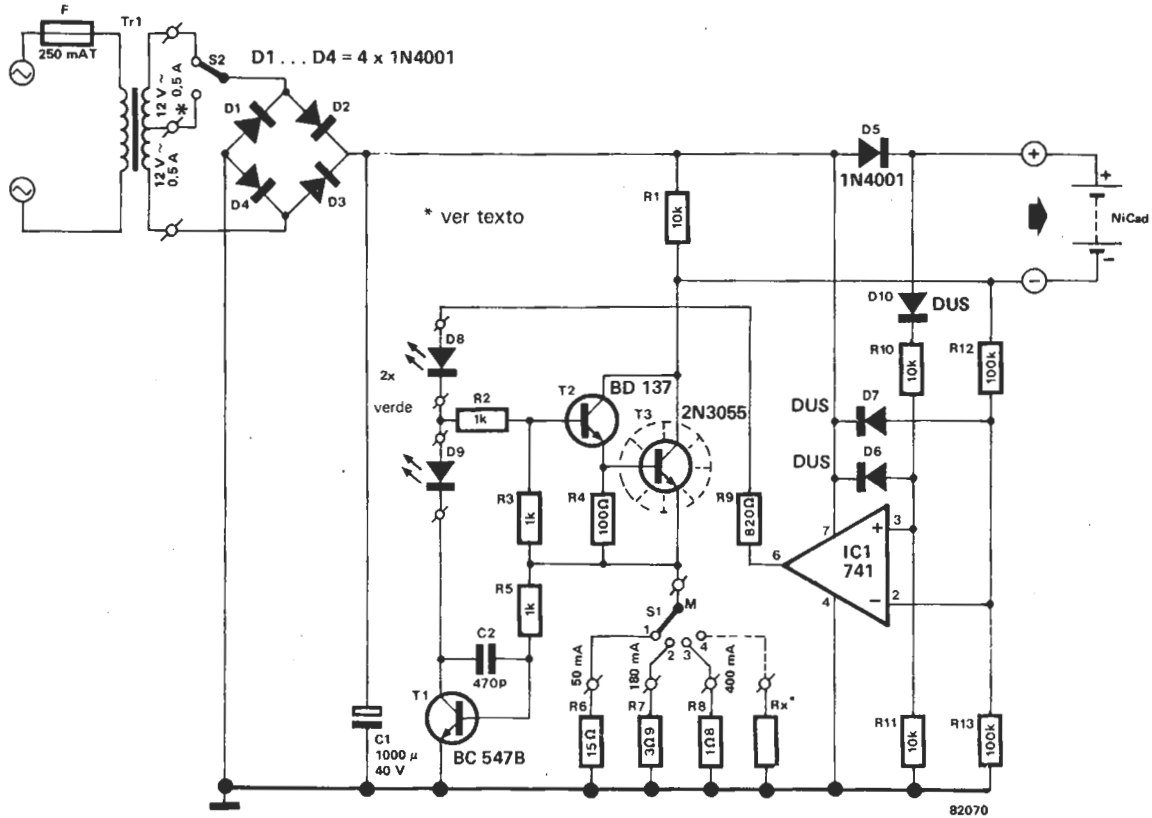 F
250 mAT
Tr1
12 V ~
0,5 A
*
12 V ~
0,5 A
S2
D1 . . . D4 = 4 x 1N4001
D1
D2
D4
D3
* ver texto
R1
10k
D5
1N4001
+
−
+
NiCad
−
D10
DUS
R10
10k
R12
100k
D8
2x
verde
D9
R2
1k
T2
BD 137
T3
2N3055
DUS
D7
DUS
D6
R3
1k
R4
100Ω
R9
820Ω
7
+
3
6
IC1
741
4
−
2
R5
1k
C2
470p
S1
M
1
2
3
4
50 mA
180 mA
400 mA
T1
BC 547B
C1
1000 µ
40 V
R6
15Ω
R7
3Ω9
R8
1Ω8
Rx*
R11
10k
R13
100k
82070